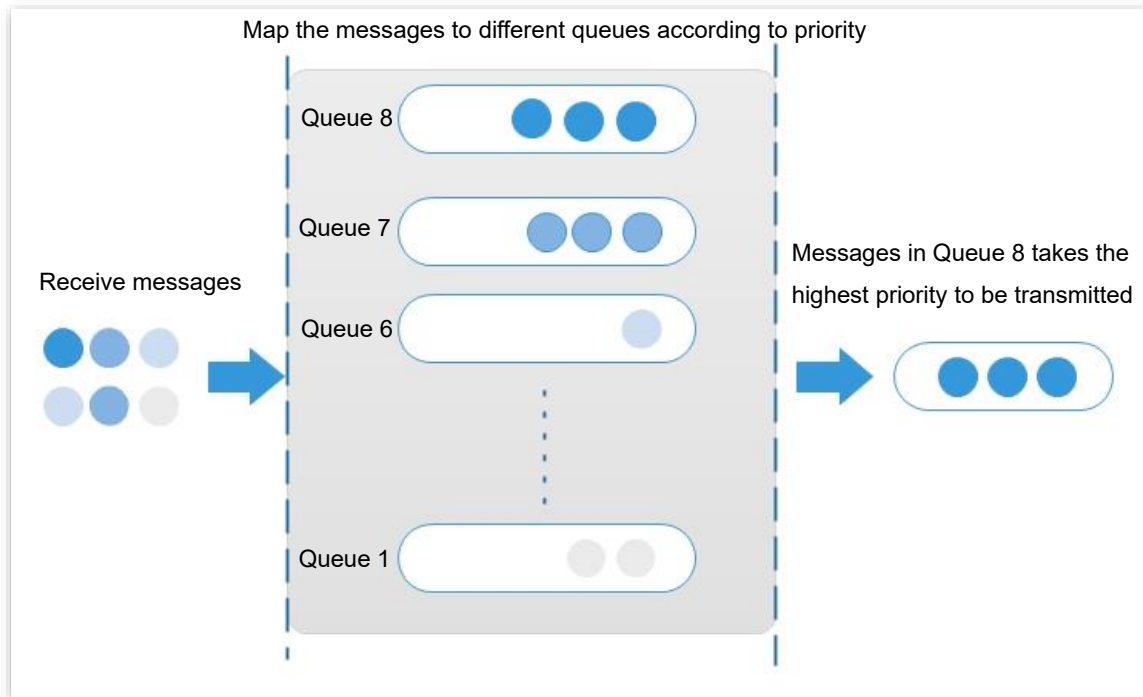 Map the messages to different queues according to priority
Queue 8
Queue 7
Messages in Queue 8 takes the
Receive messages
highest priority to be transmitted
Queue 6
Queue 1